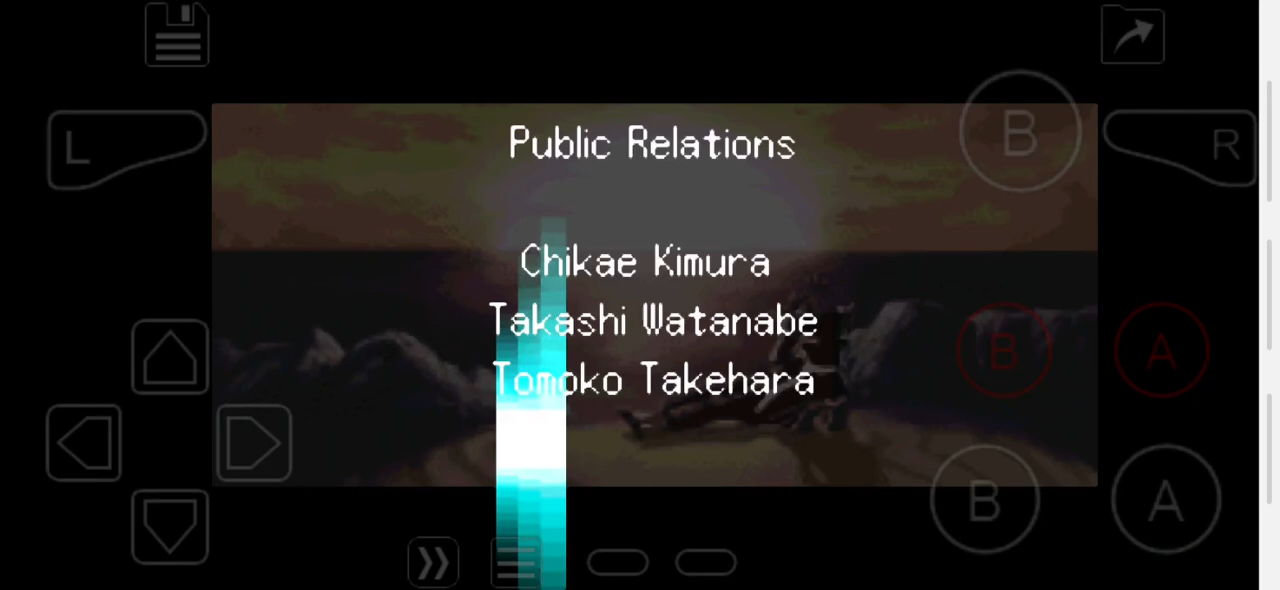 Public Relations
B
L
R
Chikae Kimura
Takashi Watanabe
B
A
Tomoko Takehara
B
A